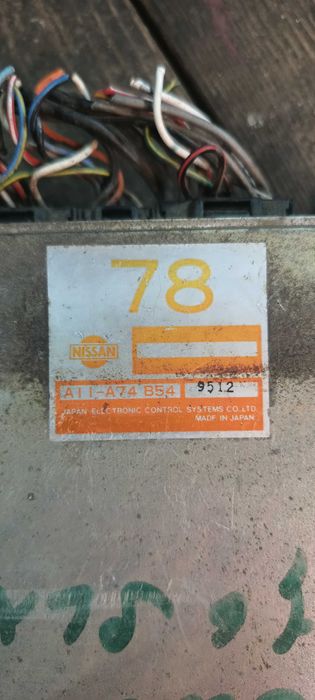 78
NISSAN
A11-A74 B54 9512
JAPAN ELECTRONIC CONTROL SYSTEMS CO.,LTD.
MADE IN JAPAN